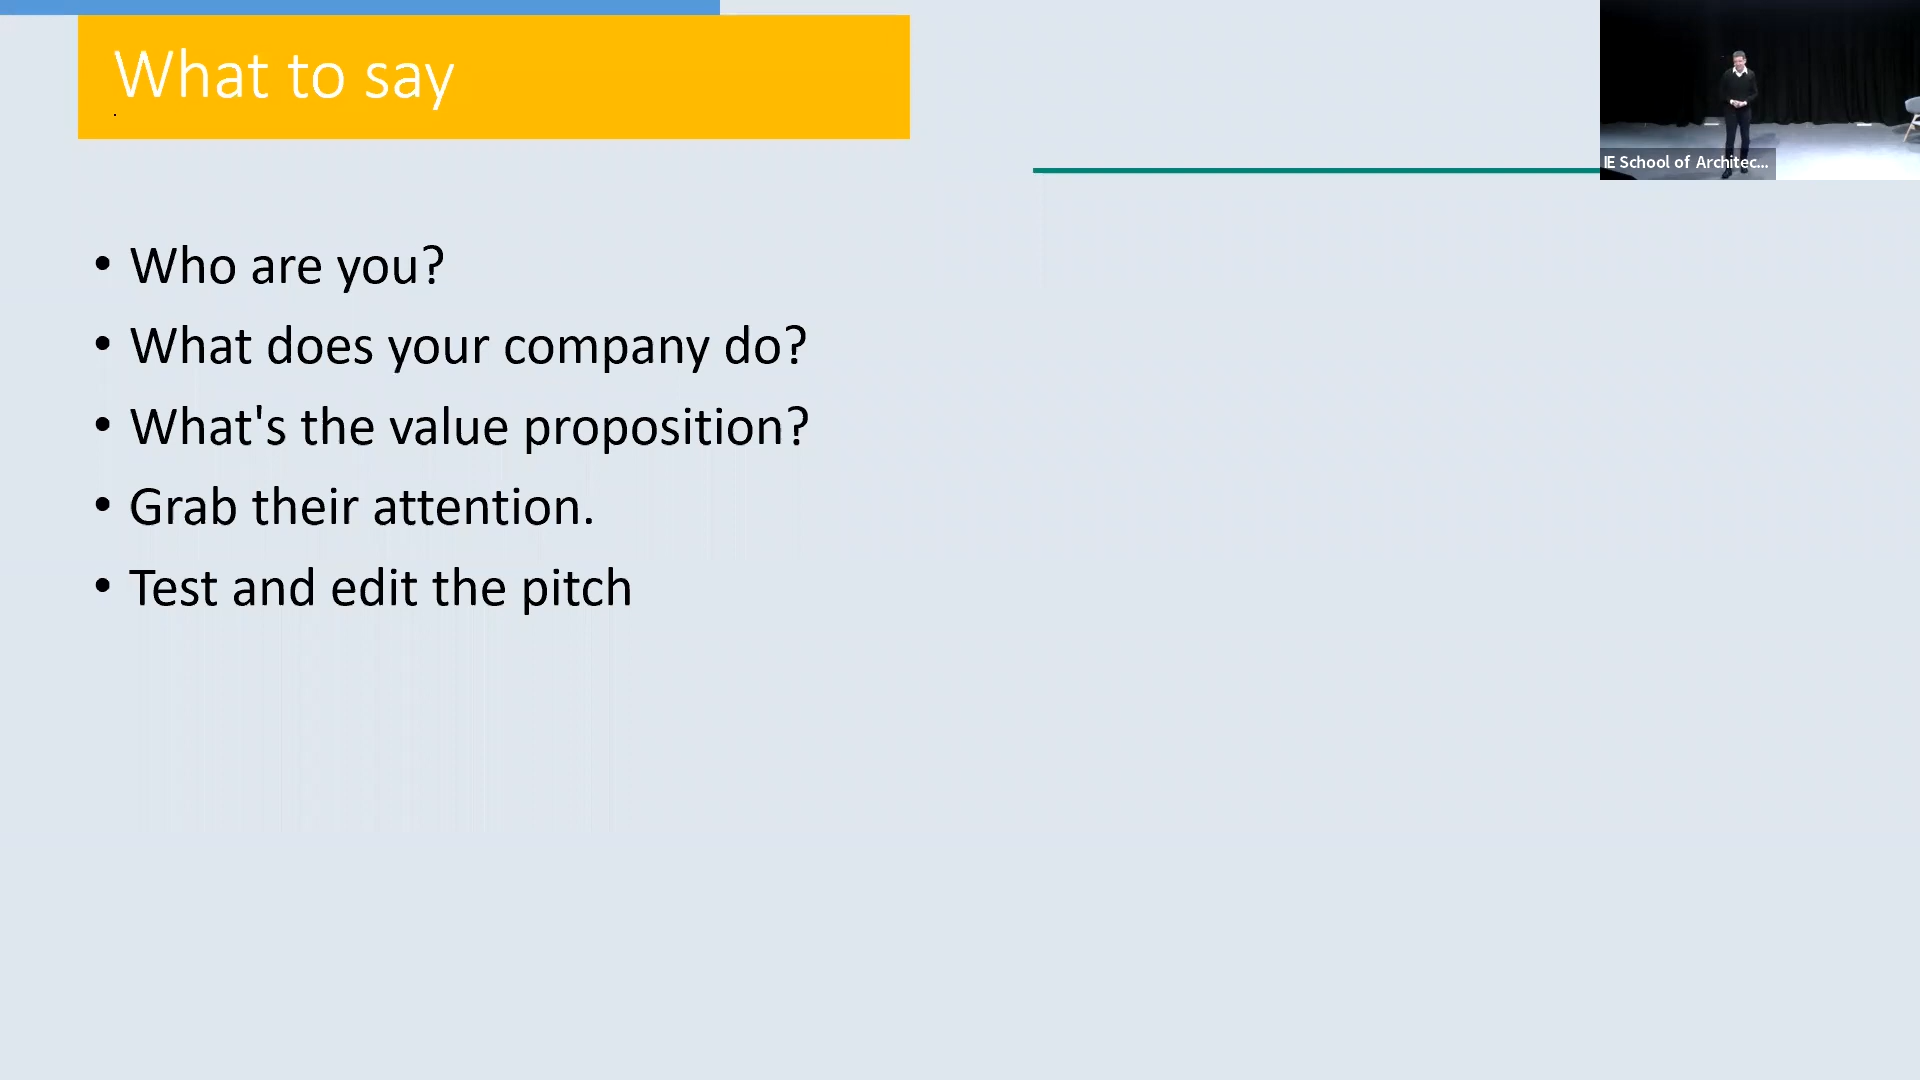 What to say
IE School of Architec...
• Who are you?
• What does your company do?
• What's the value proposition?
• Grab their attention.
• Test and edit the pitch